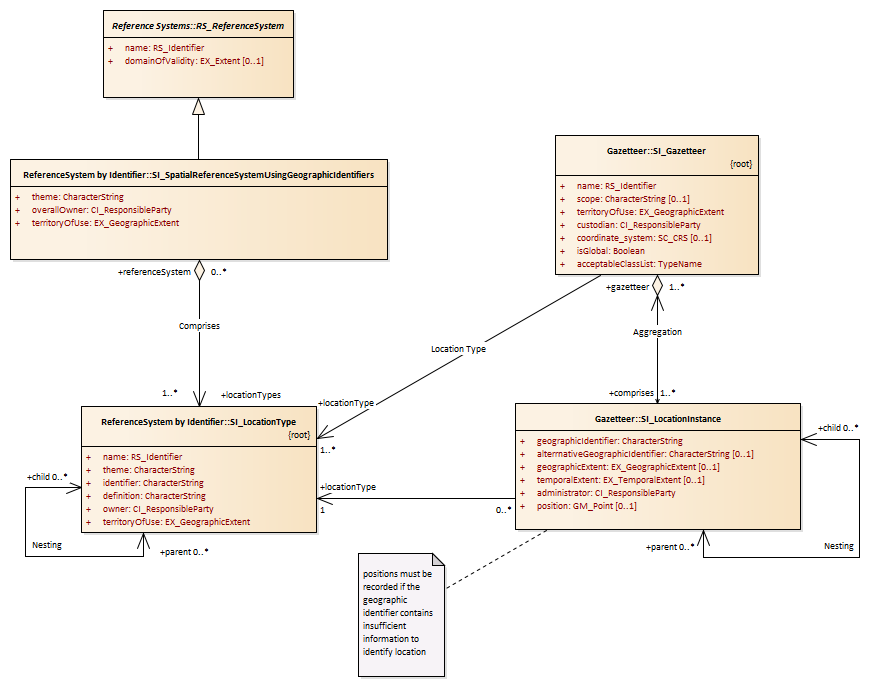 Reference Systems::RS_ReferenceSystem
+ name: RS_Identifier
+ domainOfValidity: EX_Extent [0..1]
ReferenceSystem by Identifier::SI_SpatialReferenceSystemUsingGeographicIdentifiers
+ theme: CharacterString
+ overallOwner: CI_ResponsibleParty
+ territoryOfUse: EX_GeographicExtent
Gazetteer::SI_Gazetteer
{root}
+ name: RS_Identifier
+ scope: CharacterString [0..1]
+ territoryOfUse: EX_GeographicExtent
+ custodian: CI_ResponsibleParty
+ coordinate_system: SC_CRS [0..1]
+ isGlobal: Boolean
+ acceptableClassList: TypeName
+referenceSystem 0..*
Comprises
1..* +locationTypes
+gazetteer 1..*
Aggregation
+comprises 1..*
Location Type
+locationType
1..*
ReferenceSystem by Identifier::SI_LocationType
{root}
+ name: RS_Identifier
+ theme: CharacterString
+ identifier: CharacterString
+ definition: CharacterString
+ owner: CI_ResponsibleParty
+ territoryOfUse: EX_GeographicExtent
+child 0..*
Nesting
+parent 0..*
+locationType
1
0..*
Gazetteer::SI_LocationInstance
+ geographicIdentifier: CharacterString
+ alterrnativeGeographicIdentifier: CharacterString [0..1]
+ geographicExtent: EX_GeographicExtent [0..1]
+ temporalExtent: EX_TemporalExtent [0..1]
+ administrator: CI_ResponsibleParty
+ position: GM_Point [0..1]
+child 0..*
+parent 0..*
Nesting
positions must be
recorded if the
geographic
identifier contains
insufficient
information to
identify location